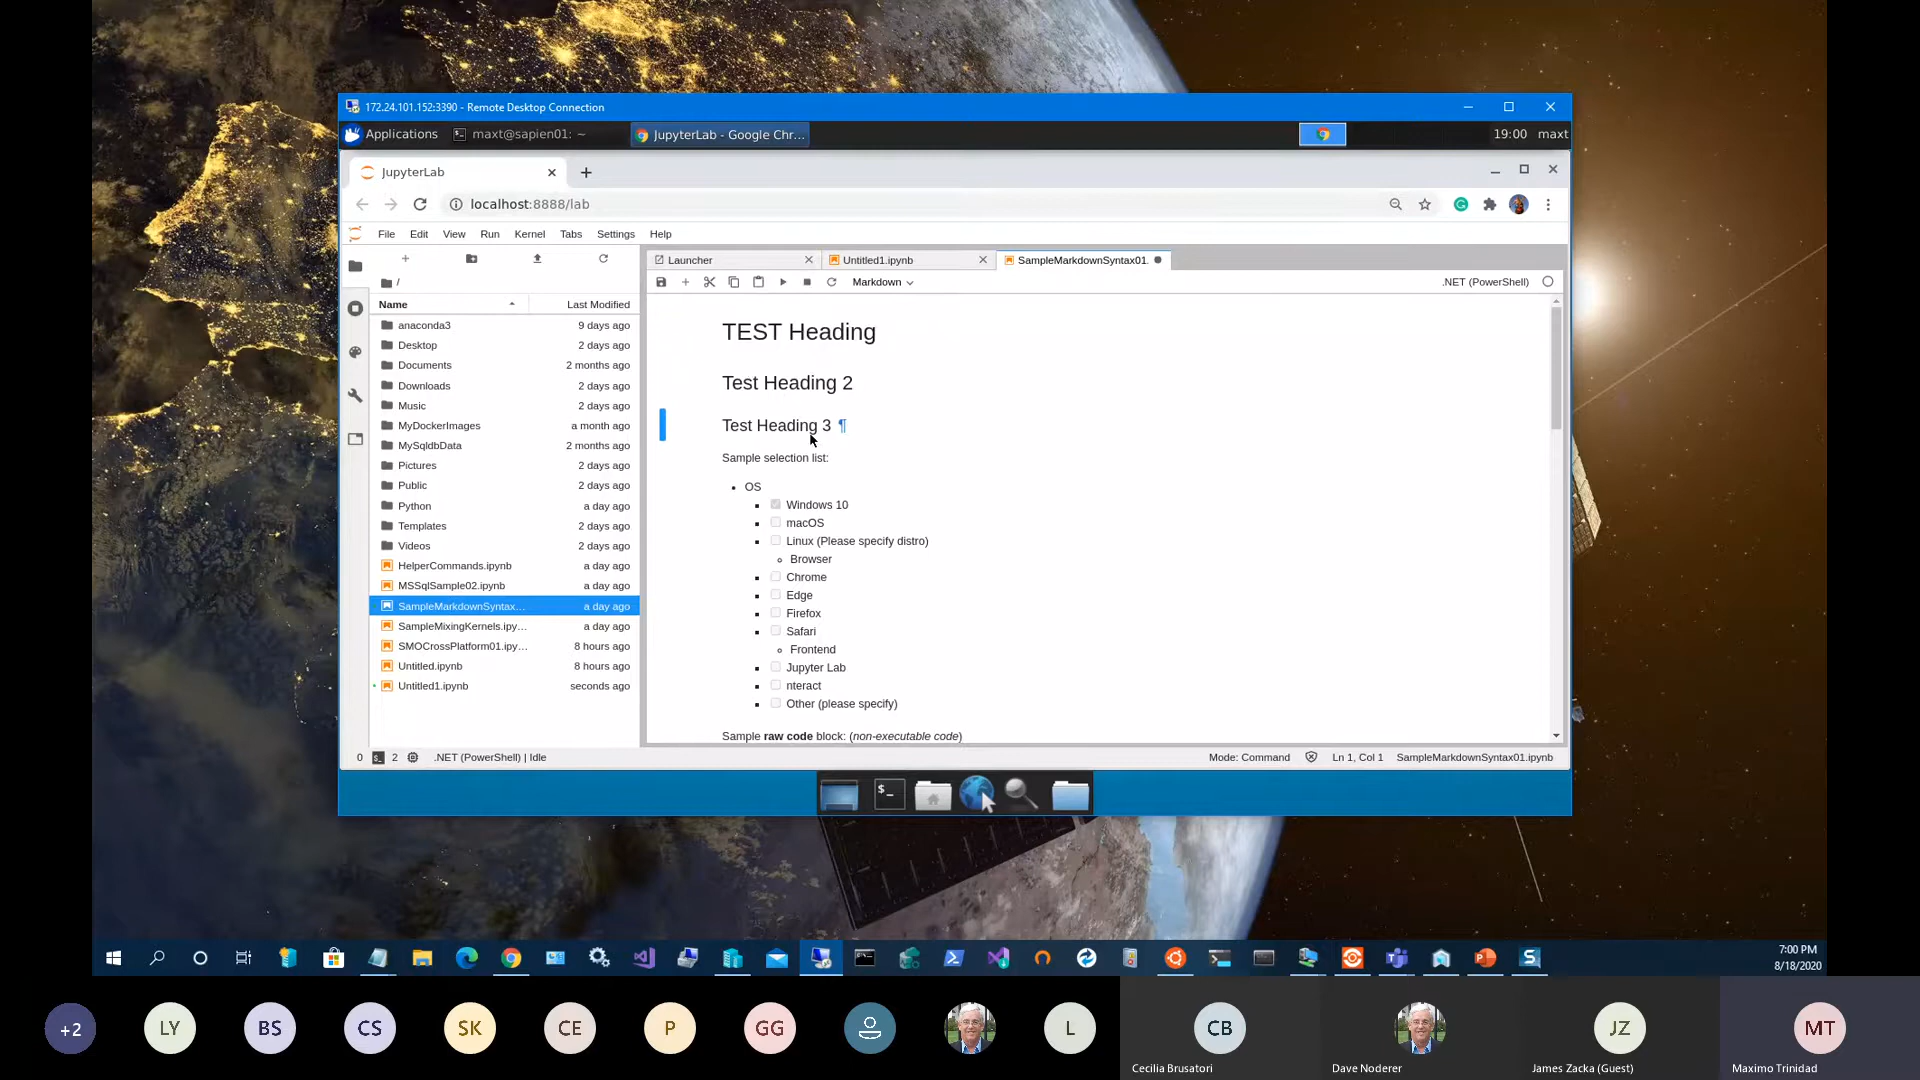 172.24.101.152:3390 - Remote Desktop Connection
Applications
maxt@sapien01: ~
JupyterLab - Google Chr...
19:00
maxt
JupyterLab
localhost:8888/lab
File Edit View Run Kernel Tabs Settings Help
Launcher
Untitled1.ipynb
SampleMarkdownSyntax01.
/
Markdown
.NET (PowerShell)
Name Last Modified
anaconda3 9 days ago
Desktop 2 days ago
Documents 2 months ago
Downloads 2 days ago
Music 2 days ago
MyDockerImages a month ago
MySqldbData 2 months ago
Pictures 2 days ago
Public 2 days ago
Python a day ago
Templates 2 days ago
Videos 2 days ago
HelperCommands.ipynb a day ago
MSSqlSample02.ipynb a day ago
SampleMarkdownSyntax... a day ago
SampleMixingKernels.ipy... a day ago
SMOCrossPlatform01.ipy... 8 hours ago
Untitled.ipynb 8 hours ago
Untitled1.ipynb seconds ago
TEST Heading
Test Heading 2
Test Heading 3 ¶
Sample selection list:
OS
Windows 10
macOS
Linux (Please specify distro)
Browser
Chrome
Edge
Firefox
Safari
Frontend
Jupyter Lab
nteract
Other (please specify)
Sample raw code block: (non-executable code)
0
2
.NET (PowerShell) | Idle
Mode: Command
Ln 1, Col 1
SampleMarkdownSyntax01.ipynb
7:00 PM
8/18/2020
+2
LY
BS
CS
SK
CE
P
GG
L
CB
JZ
MT
Cecilia Brusatori
Dave Noderer
James Zacka (Guest)
Maximo Trinidad